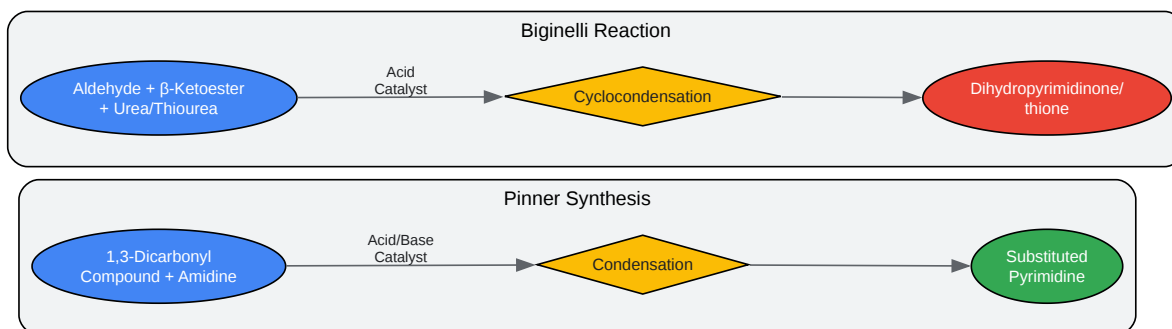 Biginelli Reaction
Aldehyde + β-Ketoester
+ Urea/Thiourea
Acid
Catalyst
Cyclocondensation
Dihydropyrimidinone/
thione
Pinner Synthesis
1,3-Dicarbonyl
Compound + Amidine
Acid/Base
Catalyst
Condensation
Substituted
Pyrimidine